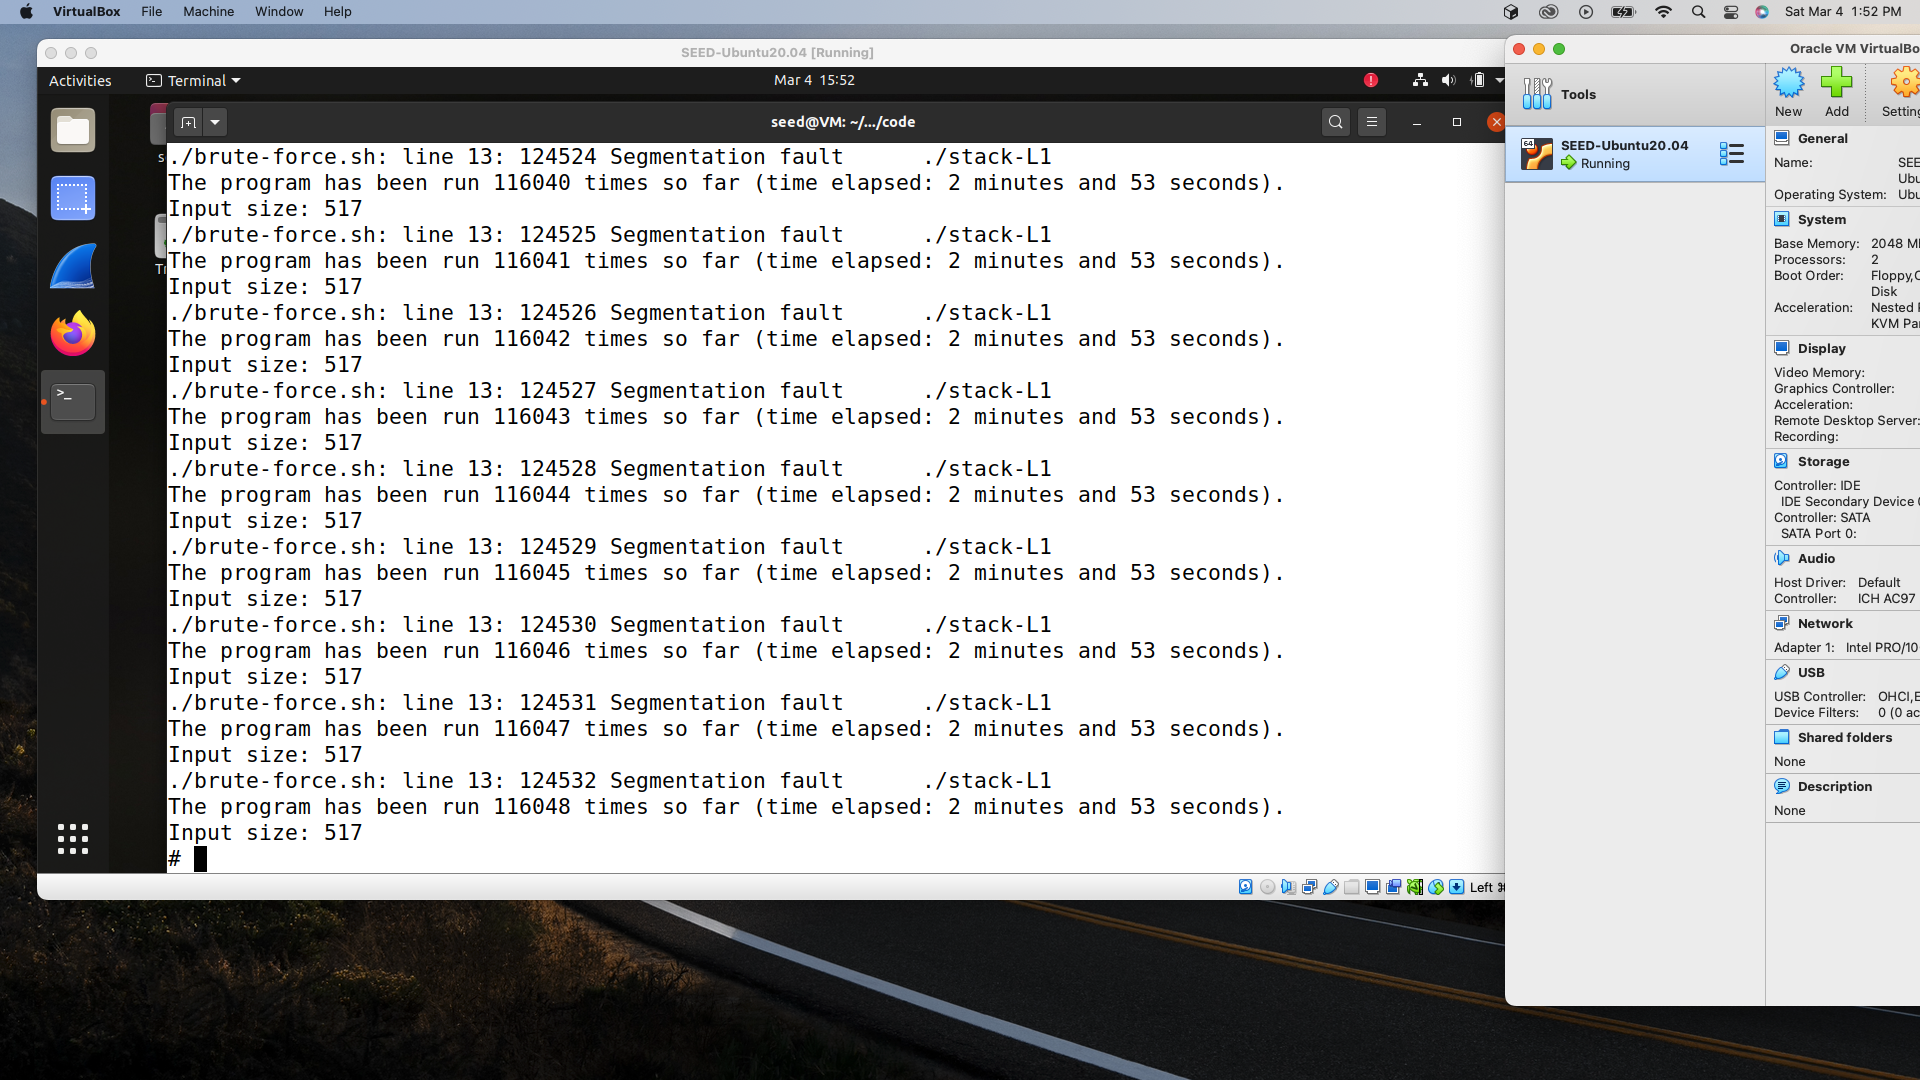 VirtualBox File Machine Window Help
Sat Mar 4 1:52 PM
SEED-Ubuntu20.04 [Running]
Activities Terminal
Mar 4 15:52
seed@VM: ~/.../code
./brute-force.sh: line 13: 124524 Segmentation fault ./stack-L1
The program has been run 116040 times so far (time elapsed: 2 minutes and 53 seconds).
Input size: 517
./brute-force.sh: line 13: 124525 Segmentation fault ./stack-L1
The program has been run 116041 times so far (time elapsed: 2 minutes and 53 seconds).
Input size: 517
./brute-force.sh: line 13: 124526 Segmentation fault ./stack-L1
The program has been run 116042 times so far (time elapsed: 2 minutes and 53 seconds).
Input size: 517
./brute-force.sh: line 13: 124527 Segmentation fault ./stack-L1
The program has been run 116043 times so far (time elapsed: 2 minutes and 53 seconds).
Input size: 517
./brute-force.sh: line 13: 124528 Segmentation fault ./stack-L1
The program has been run 116044 times so far (time elapsed: 2 minutes and 53 seconds).
Input size: 517
./brute-force.sh: line 13: 124529 Segmentation fault ./stack-L1
The program has been run 116045 times so far (time elapsed: 2 minutes and 53 seconds).
Input size: 517
./brute-force.sh: line 13: 124530 Segmentation fault ./stack-L1
The program has been run 116046 times so far (time elapsed: 2 minutes and 53 seconds).
Input size: 517
./brute-force.sh: line 13: 124531 Segmentation fault ./stack-L1
The program has been run 116047 times so far (time elapsed: 2 minutes and 53 seconds).
Input size: 517
./brute-force.sh: line 13: 124532 Segmentation fault ./stack-L1
The program has been run 116048 times so far (time elapsed: 2 minutes and 53 seconds).
Input size: 517
#
Left ⌘
Oracle VM VirtualBo
Tools
New Add Setting
SEED-Ubuntu20.04
Running
General
Name: SEE
Ubu
Operating System: Ubu
System
Base Memory: 2048 M
Processors: 2
Boot Order: Floppy,
Disk
Acceleration: Nested
KVM Par
Display
Video Memory:
Graphics Controller:
Acceleration:
Remote Desktop Server:
Recording:
Storage
Controller: IDE
IDE Secondary Device
Controller: SATA
SATA Port 0:
Audio
Host Driver: Default
Controller: ICH AC97
Network
Adapter 1: Intel PRO/10
USB
USB Controller: OHCI,E
Device Filters: 0 (0 ac
Shared folders
None
Description
None